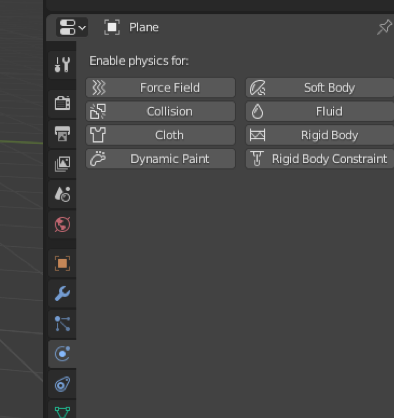 Plane
Enable physics for:
Force Field
Soft Body
Collision
Fluid
Cloth
Rigid Body
Dynamic Paint
Rigid Body Constraint